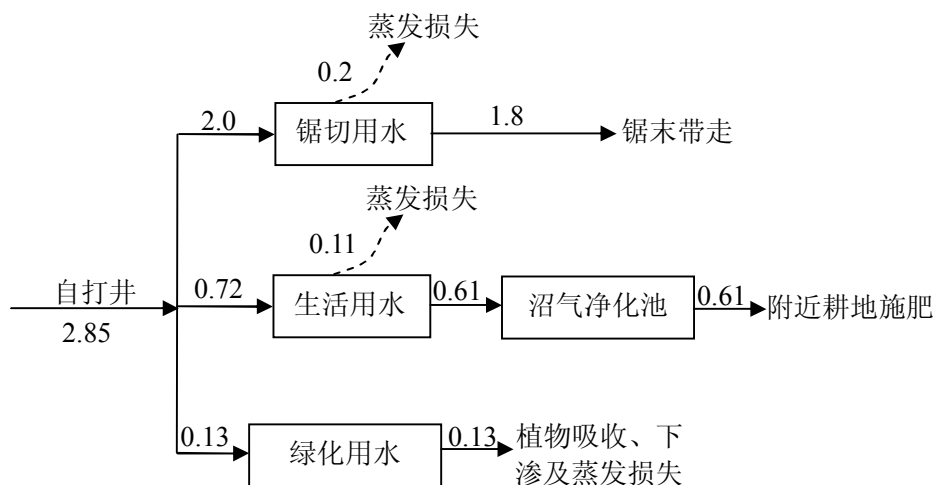 蒸发损失
0.2
2.0
锯切用水
1.8
锯末带走
蒸发损失
0.11
自打井
2.85
0.72
生活用水
0.61
沼气净化池
0.61
附近耕地施肥
0.13
绿化用水
0.13
植物吸收、下
渗及蒸发损失